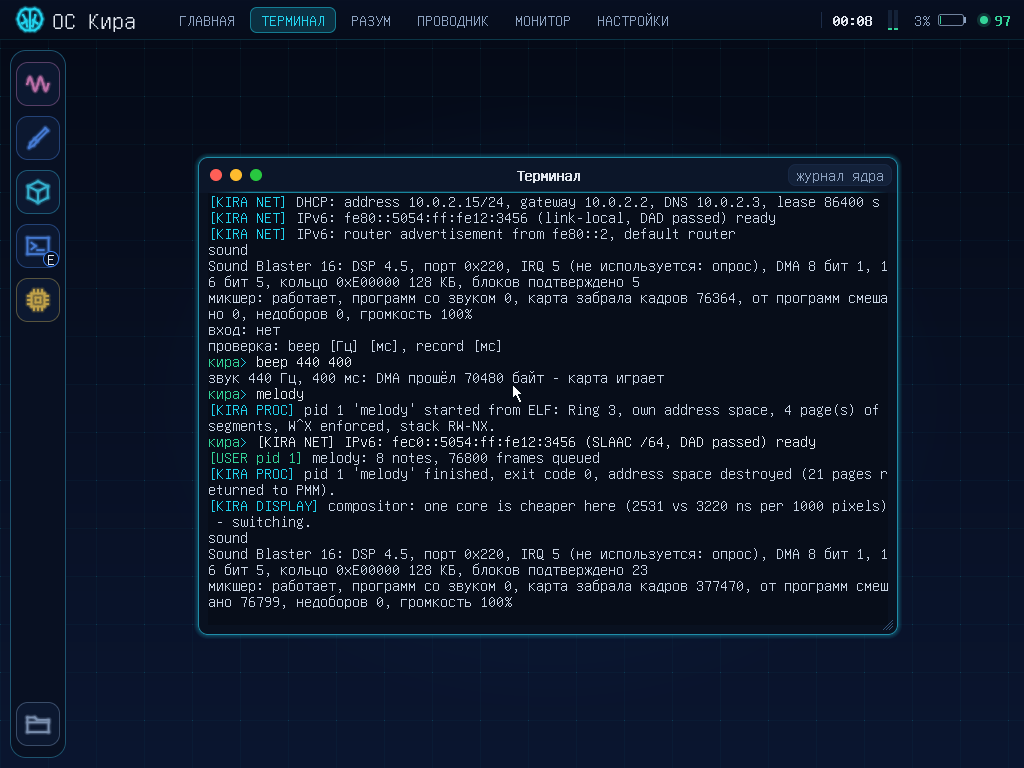 ОС Кира
ГЛАВНАЯ
ТЕРМИНАЛ
РАЗУМ
ПРОВОДНИК
МОНИТОР
НАСТРОЙКИ
00:08
3%
97
E
Терминал
журнал ядра
[KIRA NET] DHCP: address 10.0.2.15/24, gateway 10.0.2.2, DNS 10.0.2.3, lease 86400 s
[KIRA NET] IPv6: fe80::5054:ff:fe12:3456 (link-local, DAD passed) ready
[KIRA NET] IPv6: router advertisement from fe80::2, default router
sound
Sound Blaster 16: DSP 4.5, порт 0x220, IRQ 5 (не используется: опрос), DMA 8 бит 1, 1
6 бит 5, кольцо 0xE00000 128 КБ, блоков подтверждено 5
микшер: работает, программ со звуком 0, карта забрала кадров 76364, от программ смеша
но 0, недоборов 0, громкость 100%
вход: нет
проверка: beep [Гц] [мс], record [мс]
кира> beep 440 400
звук 440 Гц, 400 мс: DMA прошёл 70480 байт - карта играет
кира> melody
[KIRA PROC] pid 1 'melody' started from ELF: Ring 3, own address space, 4 page(s) of
segments, W^X enforced, stack RW-NX.
кира> [KIRA NET] IPv6: fec0::5054:ff:fe12:3456 (SLAAC /64, DAD passed) ready
[USER pid 1] melody: 8 notes, 76800 frames queued
[KIRA PROC] pid 1 'melody' finished, exit code 0, address space destroyed (21 pages r
eturned to PMM).
[KIRA DISPLAY] compositor: one core is cheaper here (2531 vs 3220 ns per 1000 pixels)
- switching.
sound
Sound Blaster 16: DSP 4.5, порт 0x220, IRQ 5 (не используется: опрос), DMA 8 бит 1, 1
6 бит 5, кольцо 0xE00000 128 КБ, блоков подтверждено 23
микшер: работает, программ со звуком 0, карта забрала кадров 377470, от программ смеш
ано 76799, недоборов 0, громкость 100%